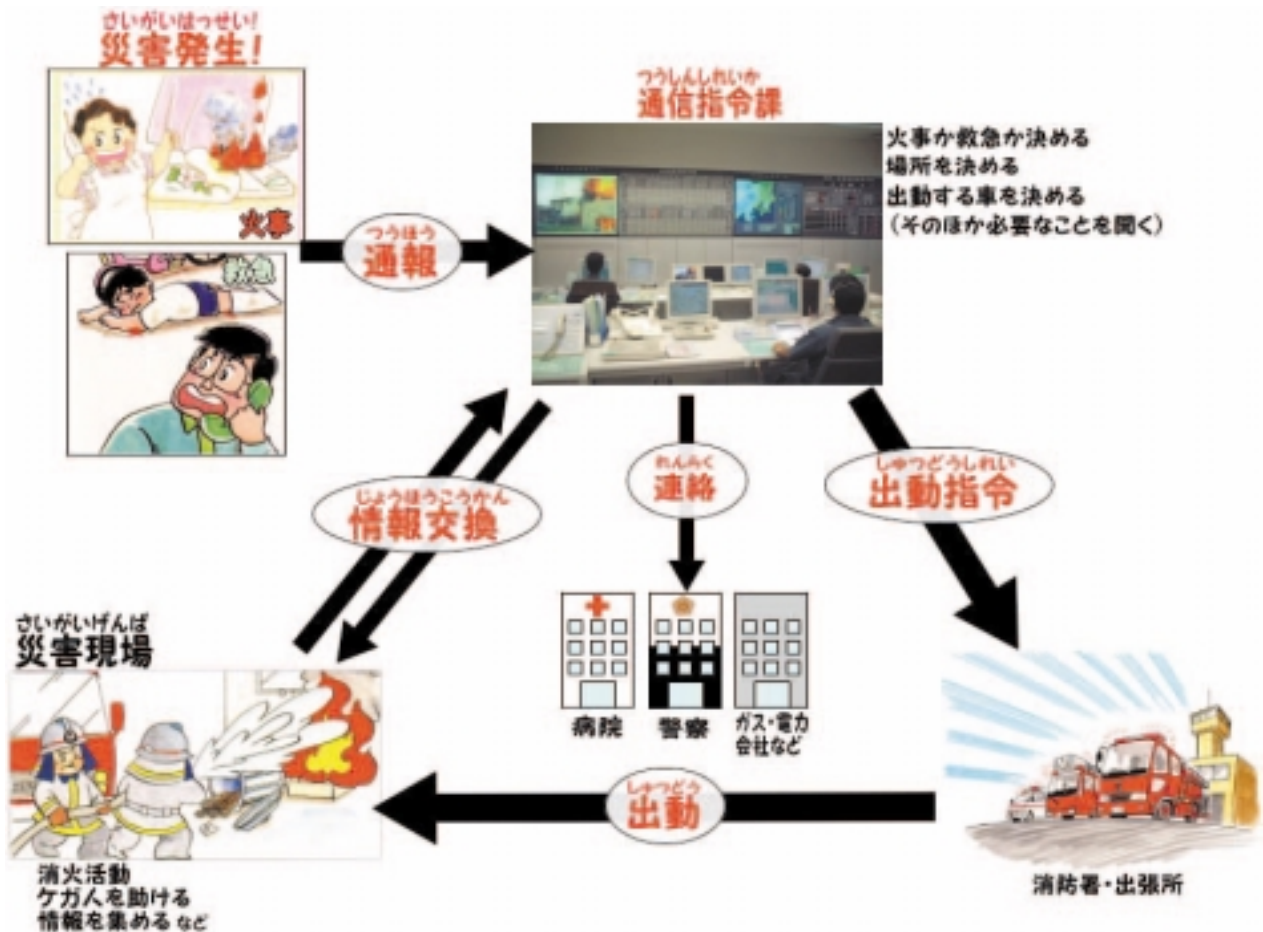 さいがいはっせい!
災害発生!
火事
救急
つうほう
通報
つうしんしれいか
通信指令課
火事か救急か決める
場所を決める
出動する車を決める
(そのほか必要なことを聞く)
じょうほうこうかん
情報交換
れんらく
連絡
しゅつどうしれい
出動指令
病院
警察
ガス・電力
会社など
さいがいげんば
災害現場
消火活動
ケガ人を助ける
情報を集める など
しゅつどう
出動
消防署・出張所